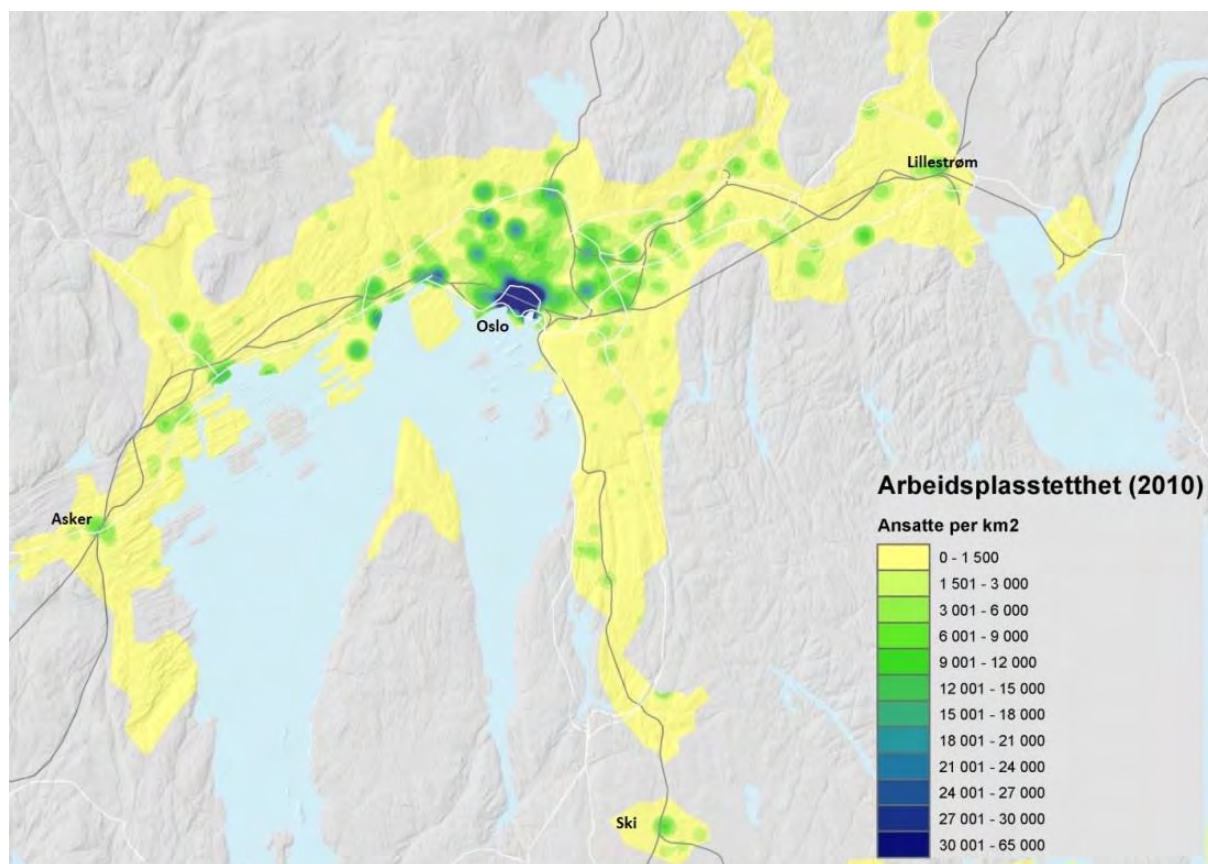 Lillestrøm
Oslo
Asker
Ski
Arbeidsplasstetthet (2010)
Ansatte per km2
0 - 1 500
1 501 - 3 000
3 001 - 6 000
6 001 - 9 000
9 001 - 12 000
12 001 - 15 000
15 001 - 18 000
18 001 - 21 000
21 001 - 24 000
24 001 - 27 000
27 001 - 30 000
30 001 - 65 000